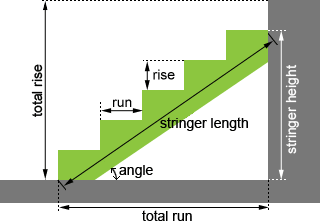 total rise
rise
run
stringer length
stringer height
angle
total run